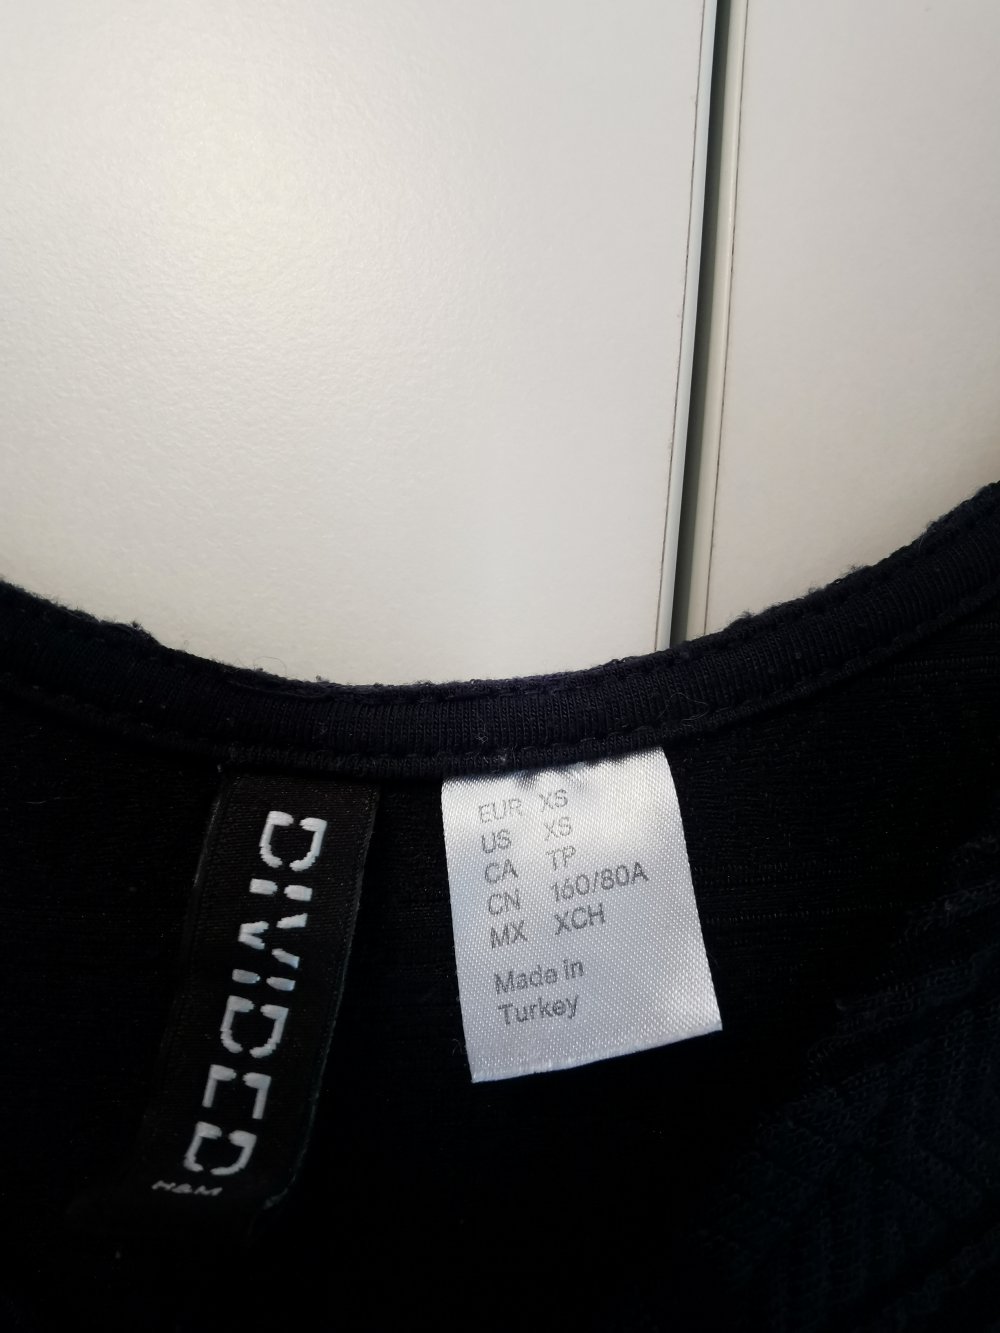 DIVIDED
H&M
EUR XS
US XS
CA TP
CN 160/80A
MX XCH
Made in
Turkey